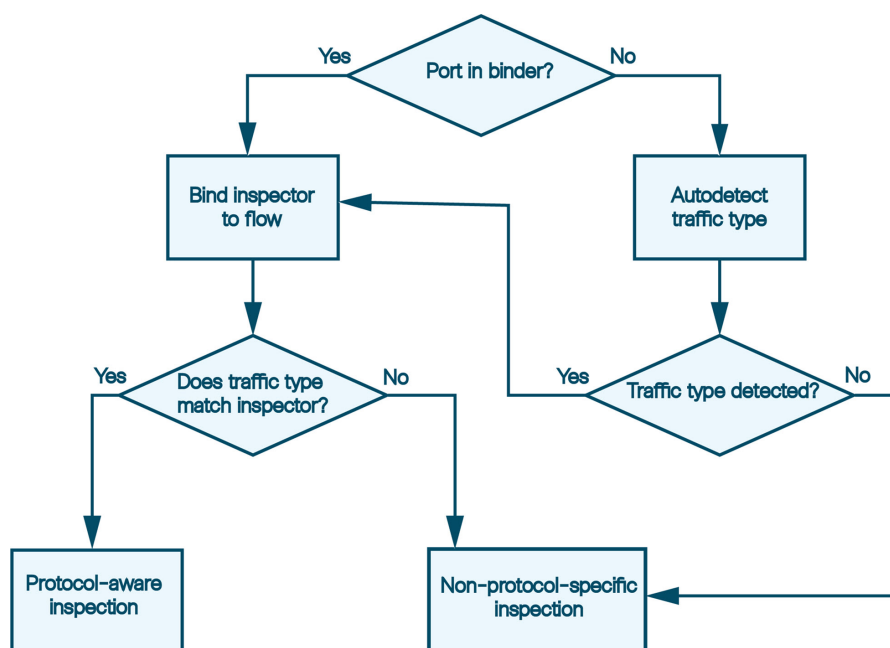 Yes
Port in binder?
No
Bind inspector
to flow
Autodetect
traffic type
Yes
Does traffic type
match inspector?
No
Yes
Traffic type detected?
No
Protocol-aware
inspection
Non-protocol-specific
inspection